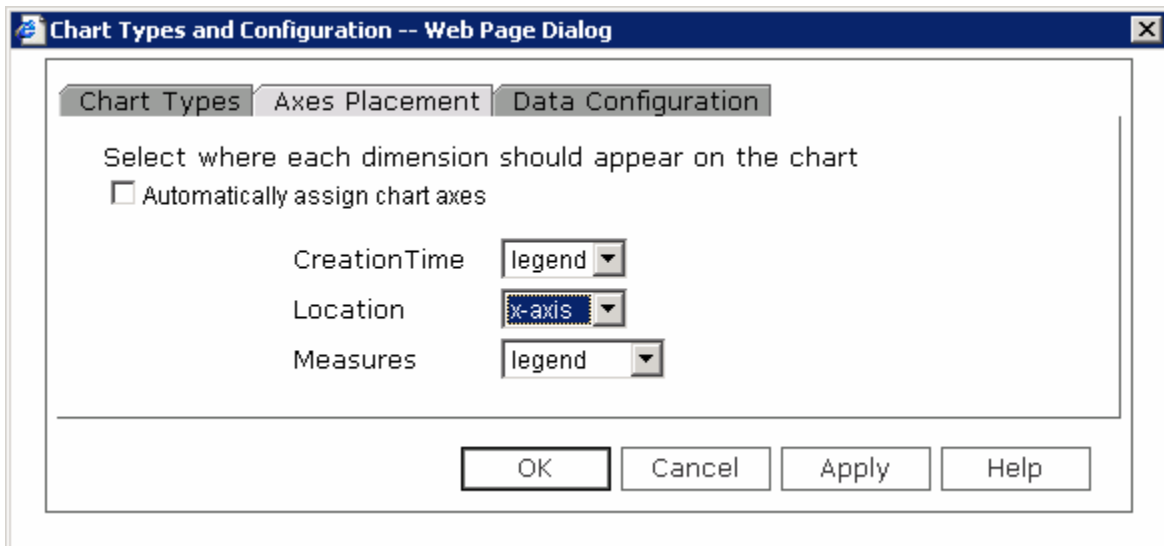 Chart Types and Configuration -- Web Page Dialog
Chart Types Axes Placement Data Configuration
Select where each dimension should appear on the chart
Automatically assign chart axes
CreationTime legend
Location x-axis
Measures legend
OK Cancel Apply Help